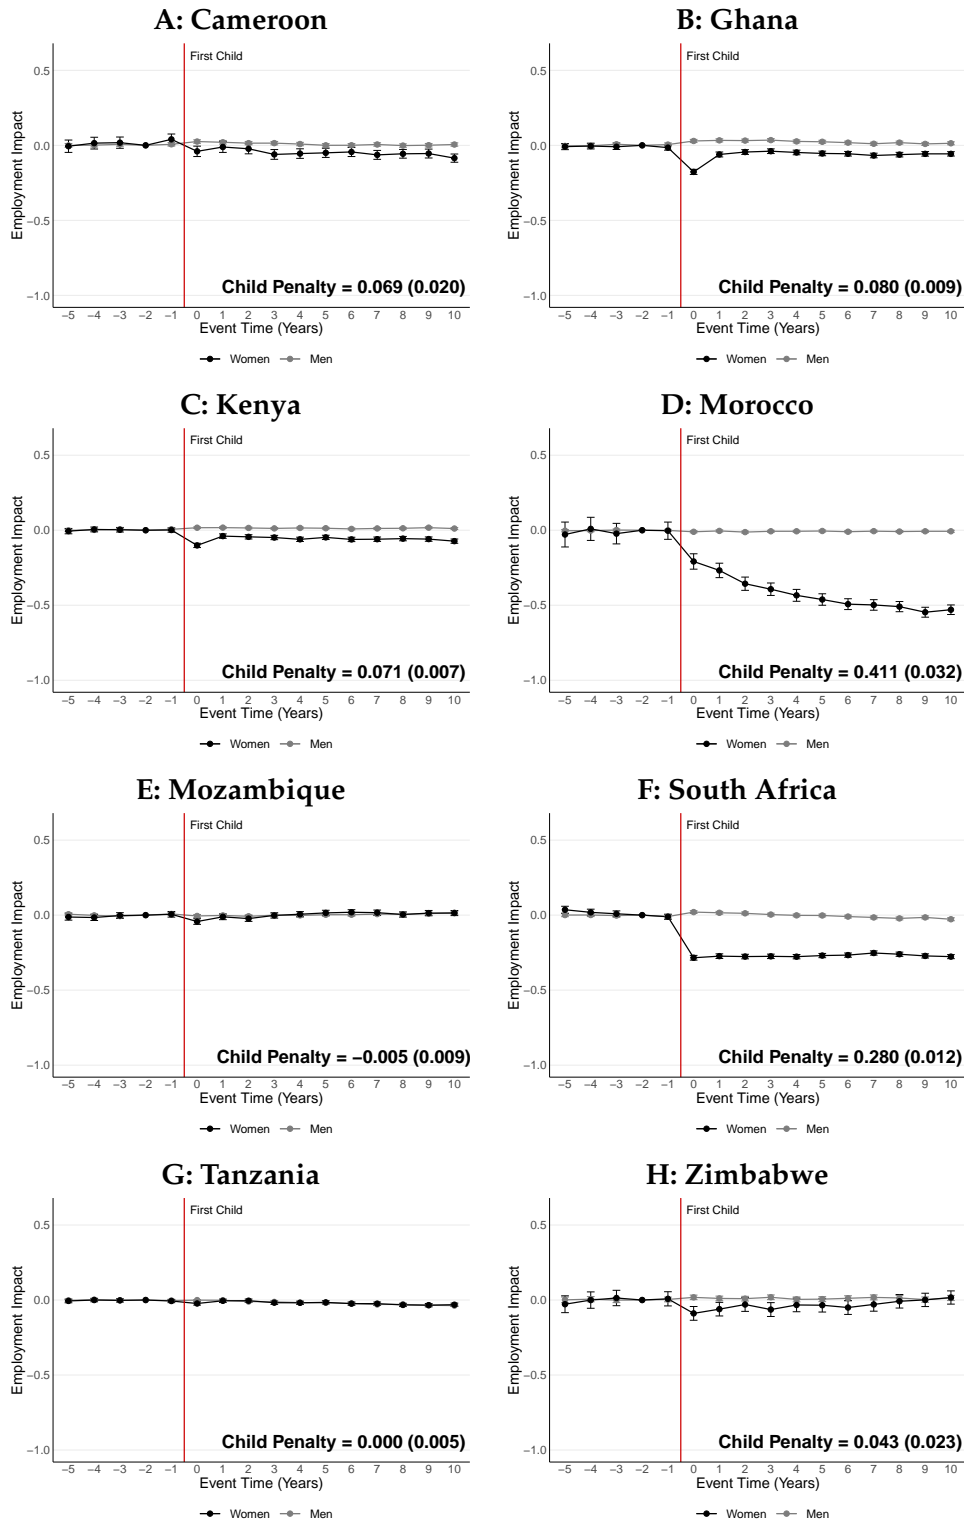 A: Cameroon
First Child
0.5
0.0
−0.5
−1.0
Employment Impact
Child Penalty = 0.069 (0.020)
−5 −4 −3 −2 −1 0 1 2 3 4 5 6 7 8 9 10
Event Time (Years)
Women Men
B: Ghana
First Child
0.5
0.0
−0.5
−1.0
Employment Impact
Child Penalty = 0.080 (0.009)
−5 −4 −3 −2 −1 0 1 2 3 4 5 6 7 8 9 10
Event Time (Years)
Women Men
C: Kenya
First Child
0.5
0.0
−0.5
−1.0
Employment Impact
Child Penalty = 0.071 (0.007)
−5 −4 −3 −2 −1 0 1 2 3 4 5 6 7 8 9 10
Event Time (Years)
Women Men
D: Morocco
First Child
0.5
0.0
−0.5
−1.0
Employment Impact
Child Penalty = 0.411 (0.032)
−5 −4 −3 −2 −1 0 1 2 3 4 5 6 7 8 9 10
Event Time (Years)
Women Men
E: Mozambique
First Child
0.5
0.0
−0.5
−1.0
Employment Impact
Child Penalty = −0.005 (0.009)
−5 −4 −3 −2 −1 0 1 2 3 4 5 6 7 8 9 10
Event Time (Years)
Women Men
F: South Africa
First Child
0.5
0.0
−0.5
−1.0
Employment Impact
Child Penalty = 0.280 (0.012)
−5 −4 −3 −2 −1 0 1 2 3 4 5 6 7 8 9 10
Event Time (Years)
Women Men
G: Tanzania
First Child
0.5
0.0
−0.5
−1.0
Employment Impact
Child Penalty = 0.000 (0.005)
−5 −4 −3 −2 −1 0 1 2 3 4 5 6 7 8 9 10
Event Time (Years)
Women Men
H: Zimbabwe
First Child
0.5
0.0
−0.5
−1.0
Employment Impact
Child Penalty = 0.043 (0.023)
−5 −4 −3 −2 −1 0 1 2 3 4 5 6 7 8 9 10
Event Time (Years)
Women Men